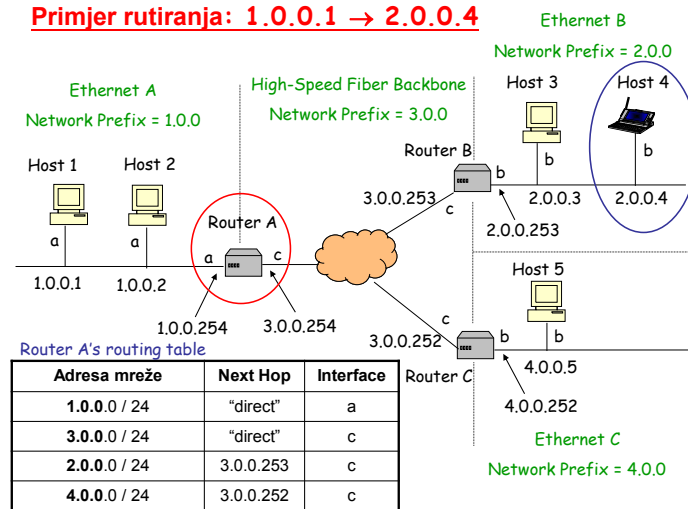 Primjer rutiranja: 1.0.0.1 → 2.0.0.4
Ethernet B
Network Prefix = 2.0.0
Ethernet A
Network Prefix = 1.0.0
High-Speed Fiber Backbone
Network Prefix = 3.0.0
Host 3
Host 4
Host 1
Host 2
Router B
b
b
b
3.0.0.253
c
2.0.0.3
2.0.0.4
2.0.0.253
Router A
a
a
a
c
1.0.0.1
1.0.0.2
1.0.0.254
3.0.0.254
Host 5
c
3.0.0.252
b
b
Router C
4.0.0.5
4.0.0.252
Ethernet C
Network Prefix = 4.0.0
Router A's routing table
Adresa mreže Next Hop Interface
1.0.0.0 / 24 "direct" a
3.0.0.0 / 24 "direct" c
2.0.0.0 / 24 3.0.0.253 c
4.0.0.0 / 24 3.0.0.252 c